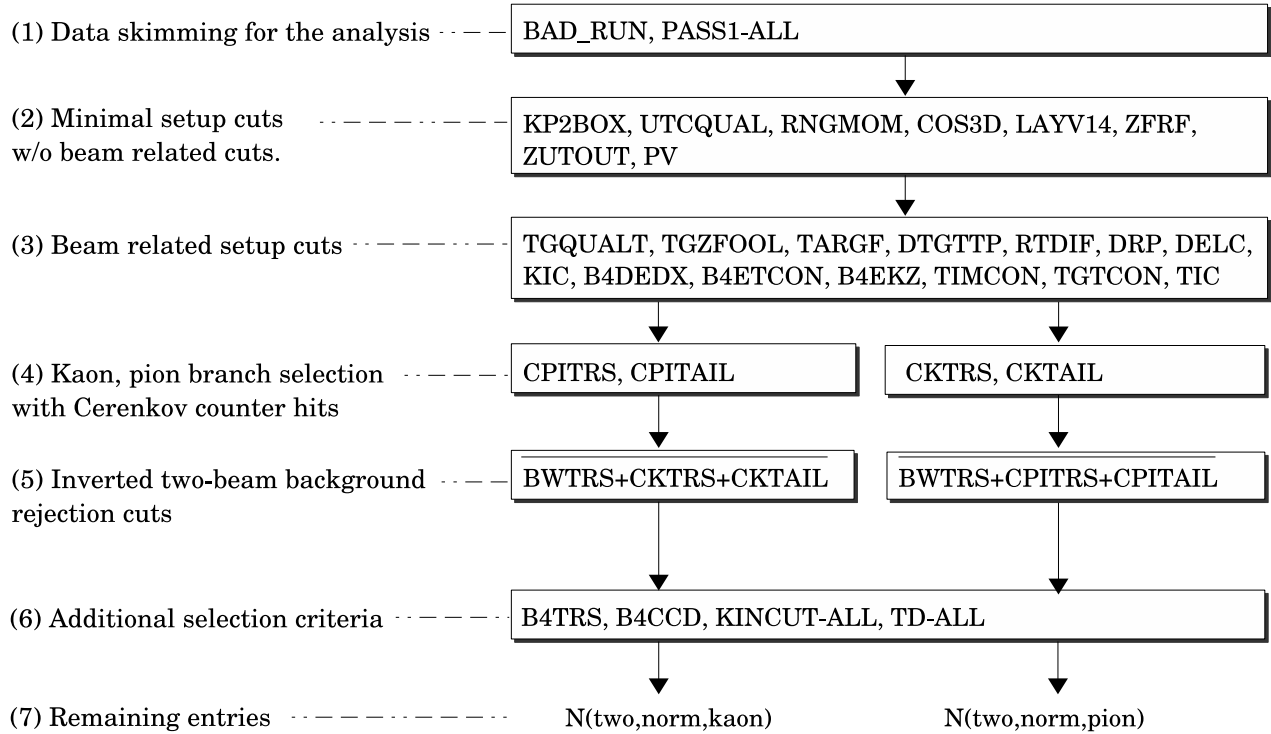 (1) Data skimming for the analysis
BAD_RUN, PASS1-ALL
(2) Minimal setup cuts
w/o beam related cuts.
KP2BOX, UTCQUAL, RNGMOM, COS3D, LAYV14, ZFRF,
ZUTOUT, PV
(3) Beam related setup cuts
TGQUALT, TGZFOOL, TARGF, DTGTTP, RTDIF, DRP, DELC,
KIC, B4DEDX, B4ETCON, B4EKZ, TIMCON, TGTCON, TIC
(4) Kaon, pion branch selection
with Cerenkov counter hits
CPITRS, CPITAIL
CKTRS, CKTAIL
(5) Inverted two-beam background
rejection cuts
BWTRS+CKTRS+CKTAIL
BWTRS+CPITRS+CPITAIL
(6) Additional selection criteria
B4TRS, B4CCD, KINCUT-ALL, TD-ALL
(7) Remaining entries
N(two,norm,kaon)
N(two,norm,pion)